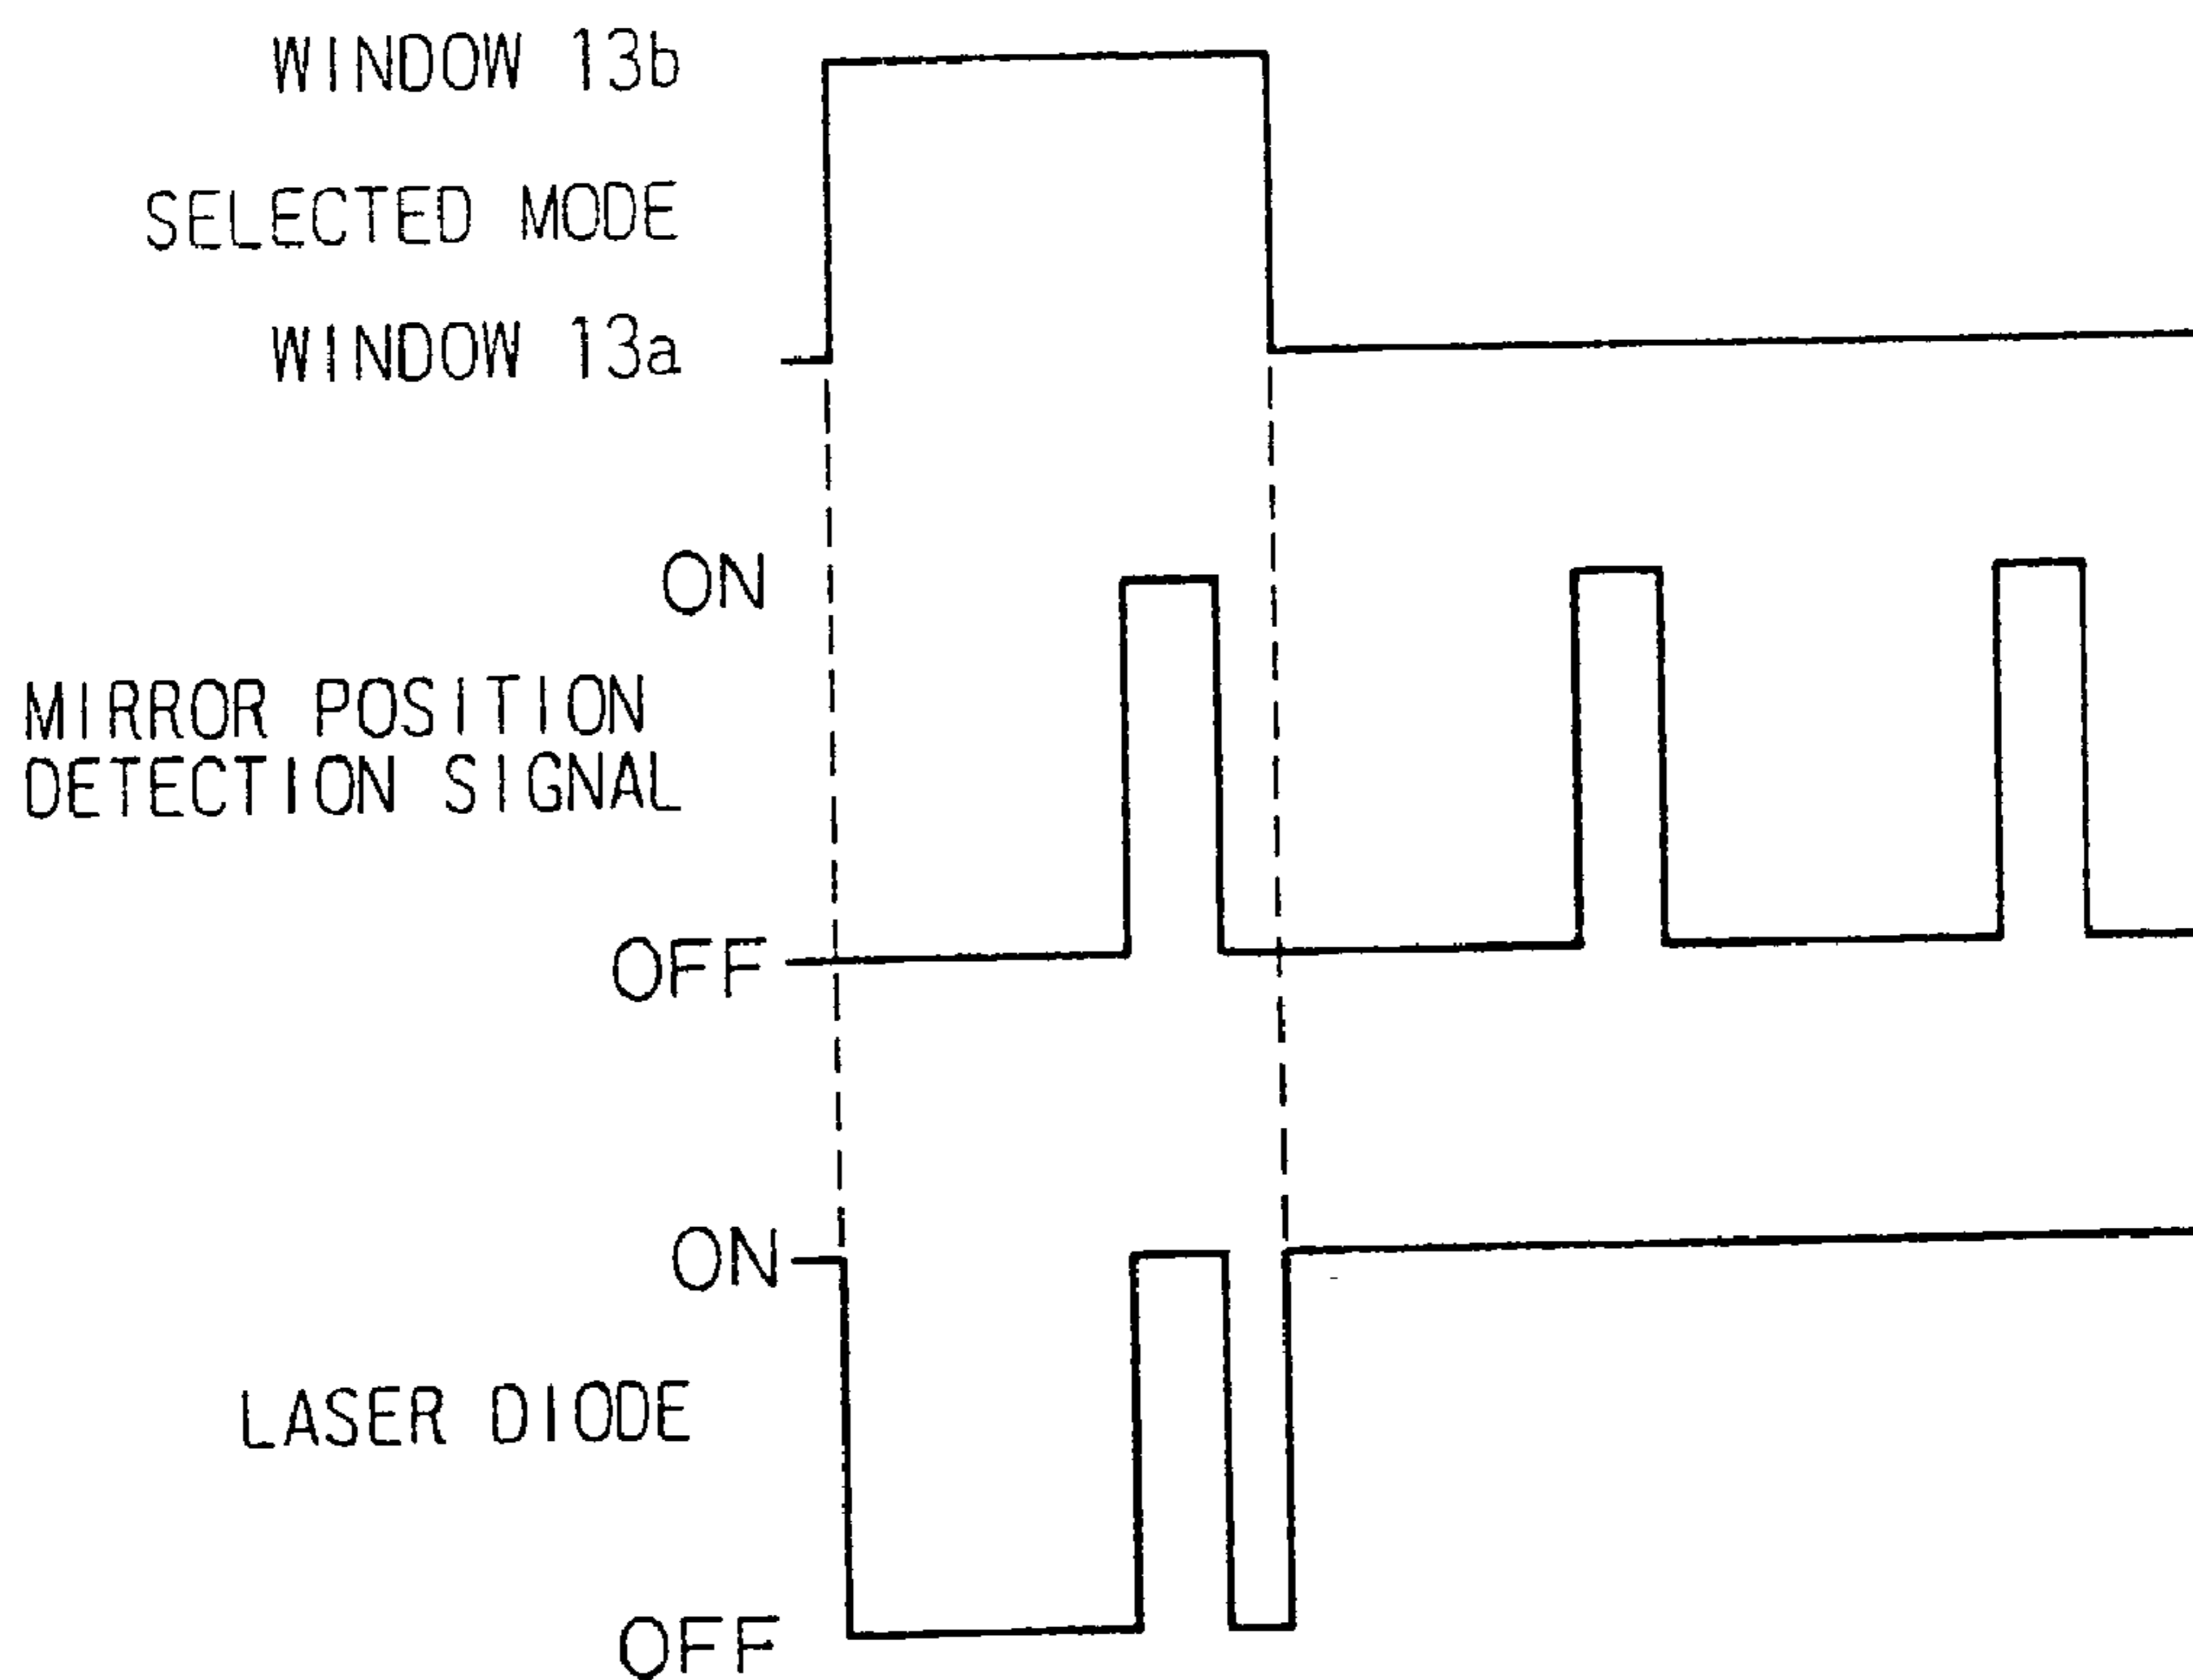 WINDOW 13b
SELECTED MODE
WINDOW 13a
ON
MIRROR POSITION
DETECTION SIGNAL
OFF
ON
LASER DIODE
OFF